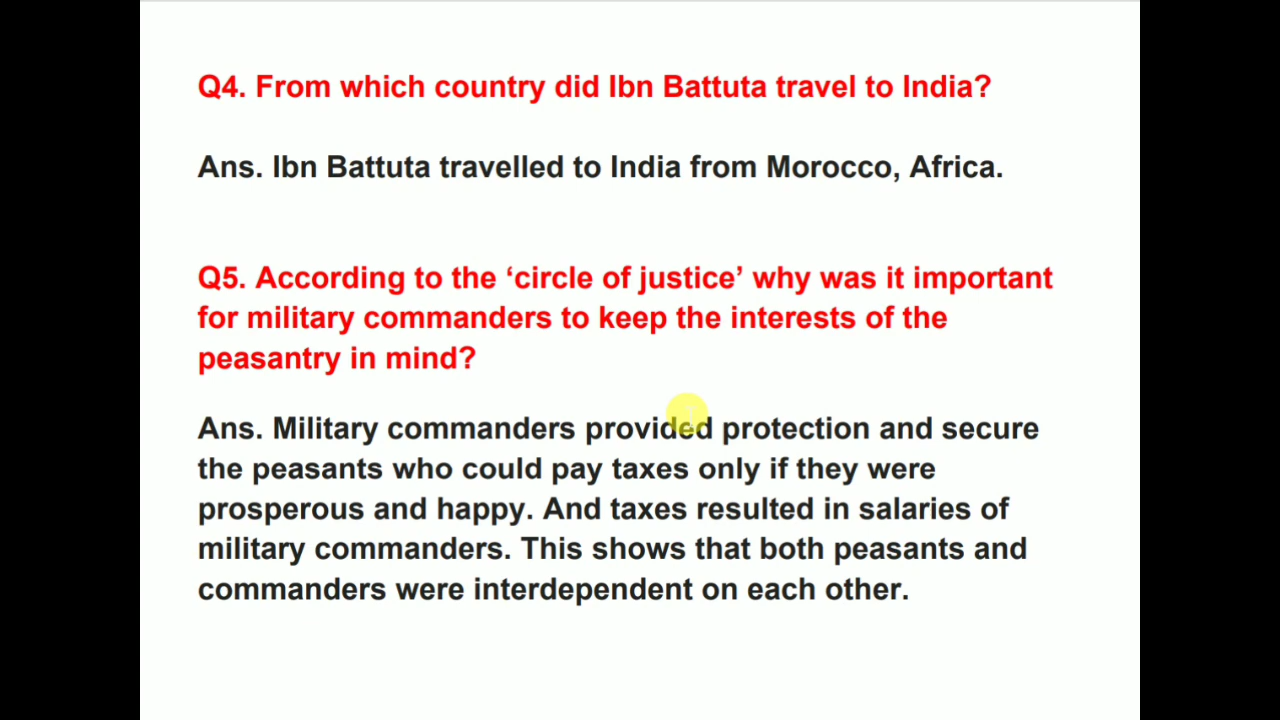 Q4. From which country did Ibn Battuta travel to India?
Ans. Ibn Battuta travelled to India from Morocco, Africa.
Q5. According to the ‘circle of justice’ why was it important
for military commanders to keep the interests of the
peasantry in mind?
Ans. Military commanders provided protection and secure
the peasants who could pay taxes only if they were
prosperous and happy. And taxes resulted in salaries of
military commanders. This shows that both peasants and
commanders were interdependent on each other.